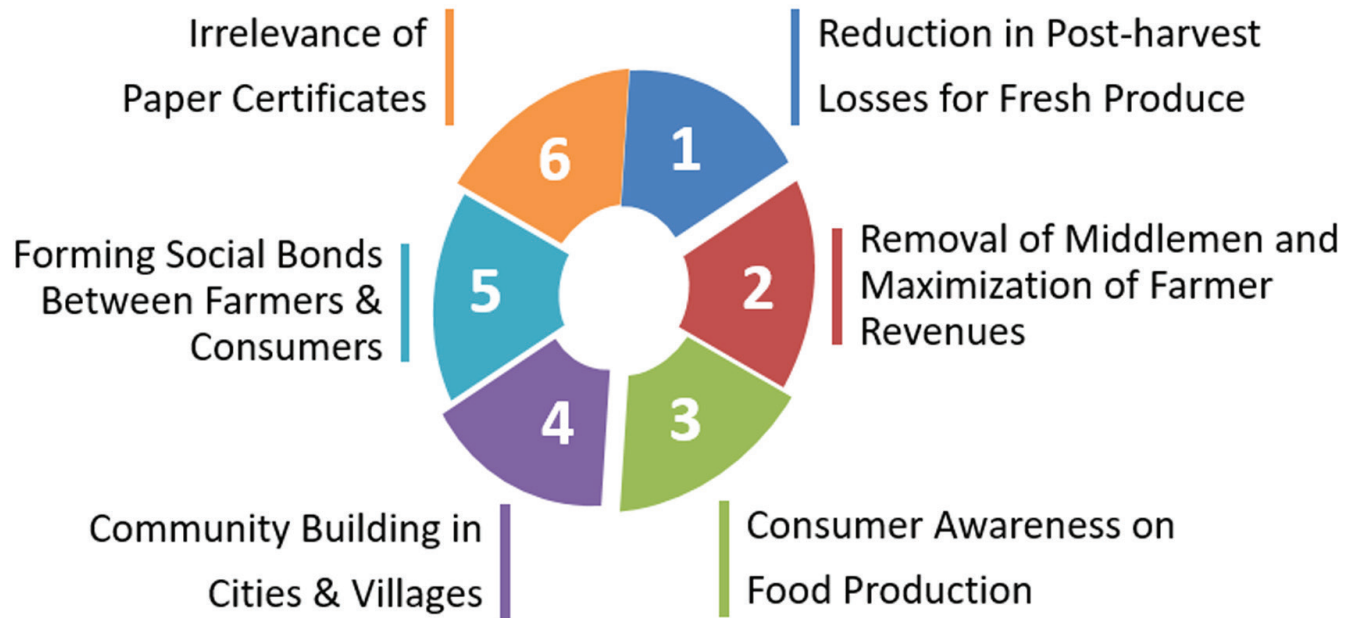 1
Reduction in Post-harvest
Losses for Fresh Produce
2
Removal of Middlemen and
Maximization of Farmer
Revenues
3
Consumer Awareness on
Food Production
4
Community Building in
Cities & Villages
5
Forming Social Bonds
Between Farmers &
Consumers
6
Irrelevance of
Paper Certificates